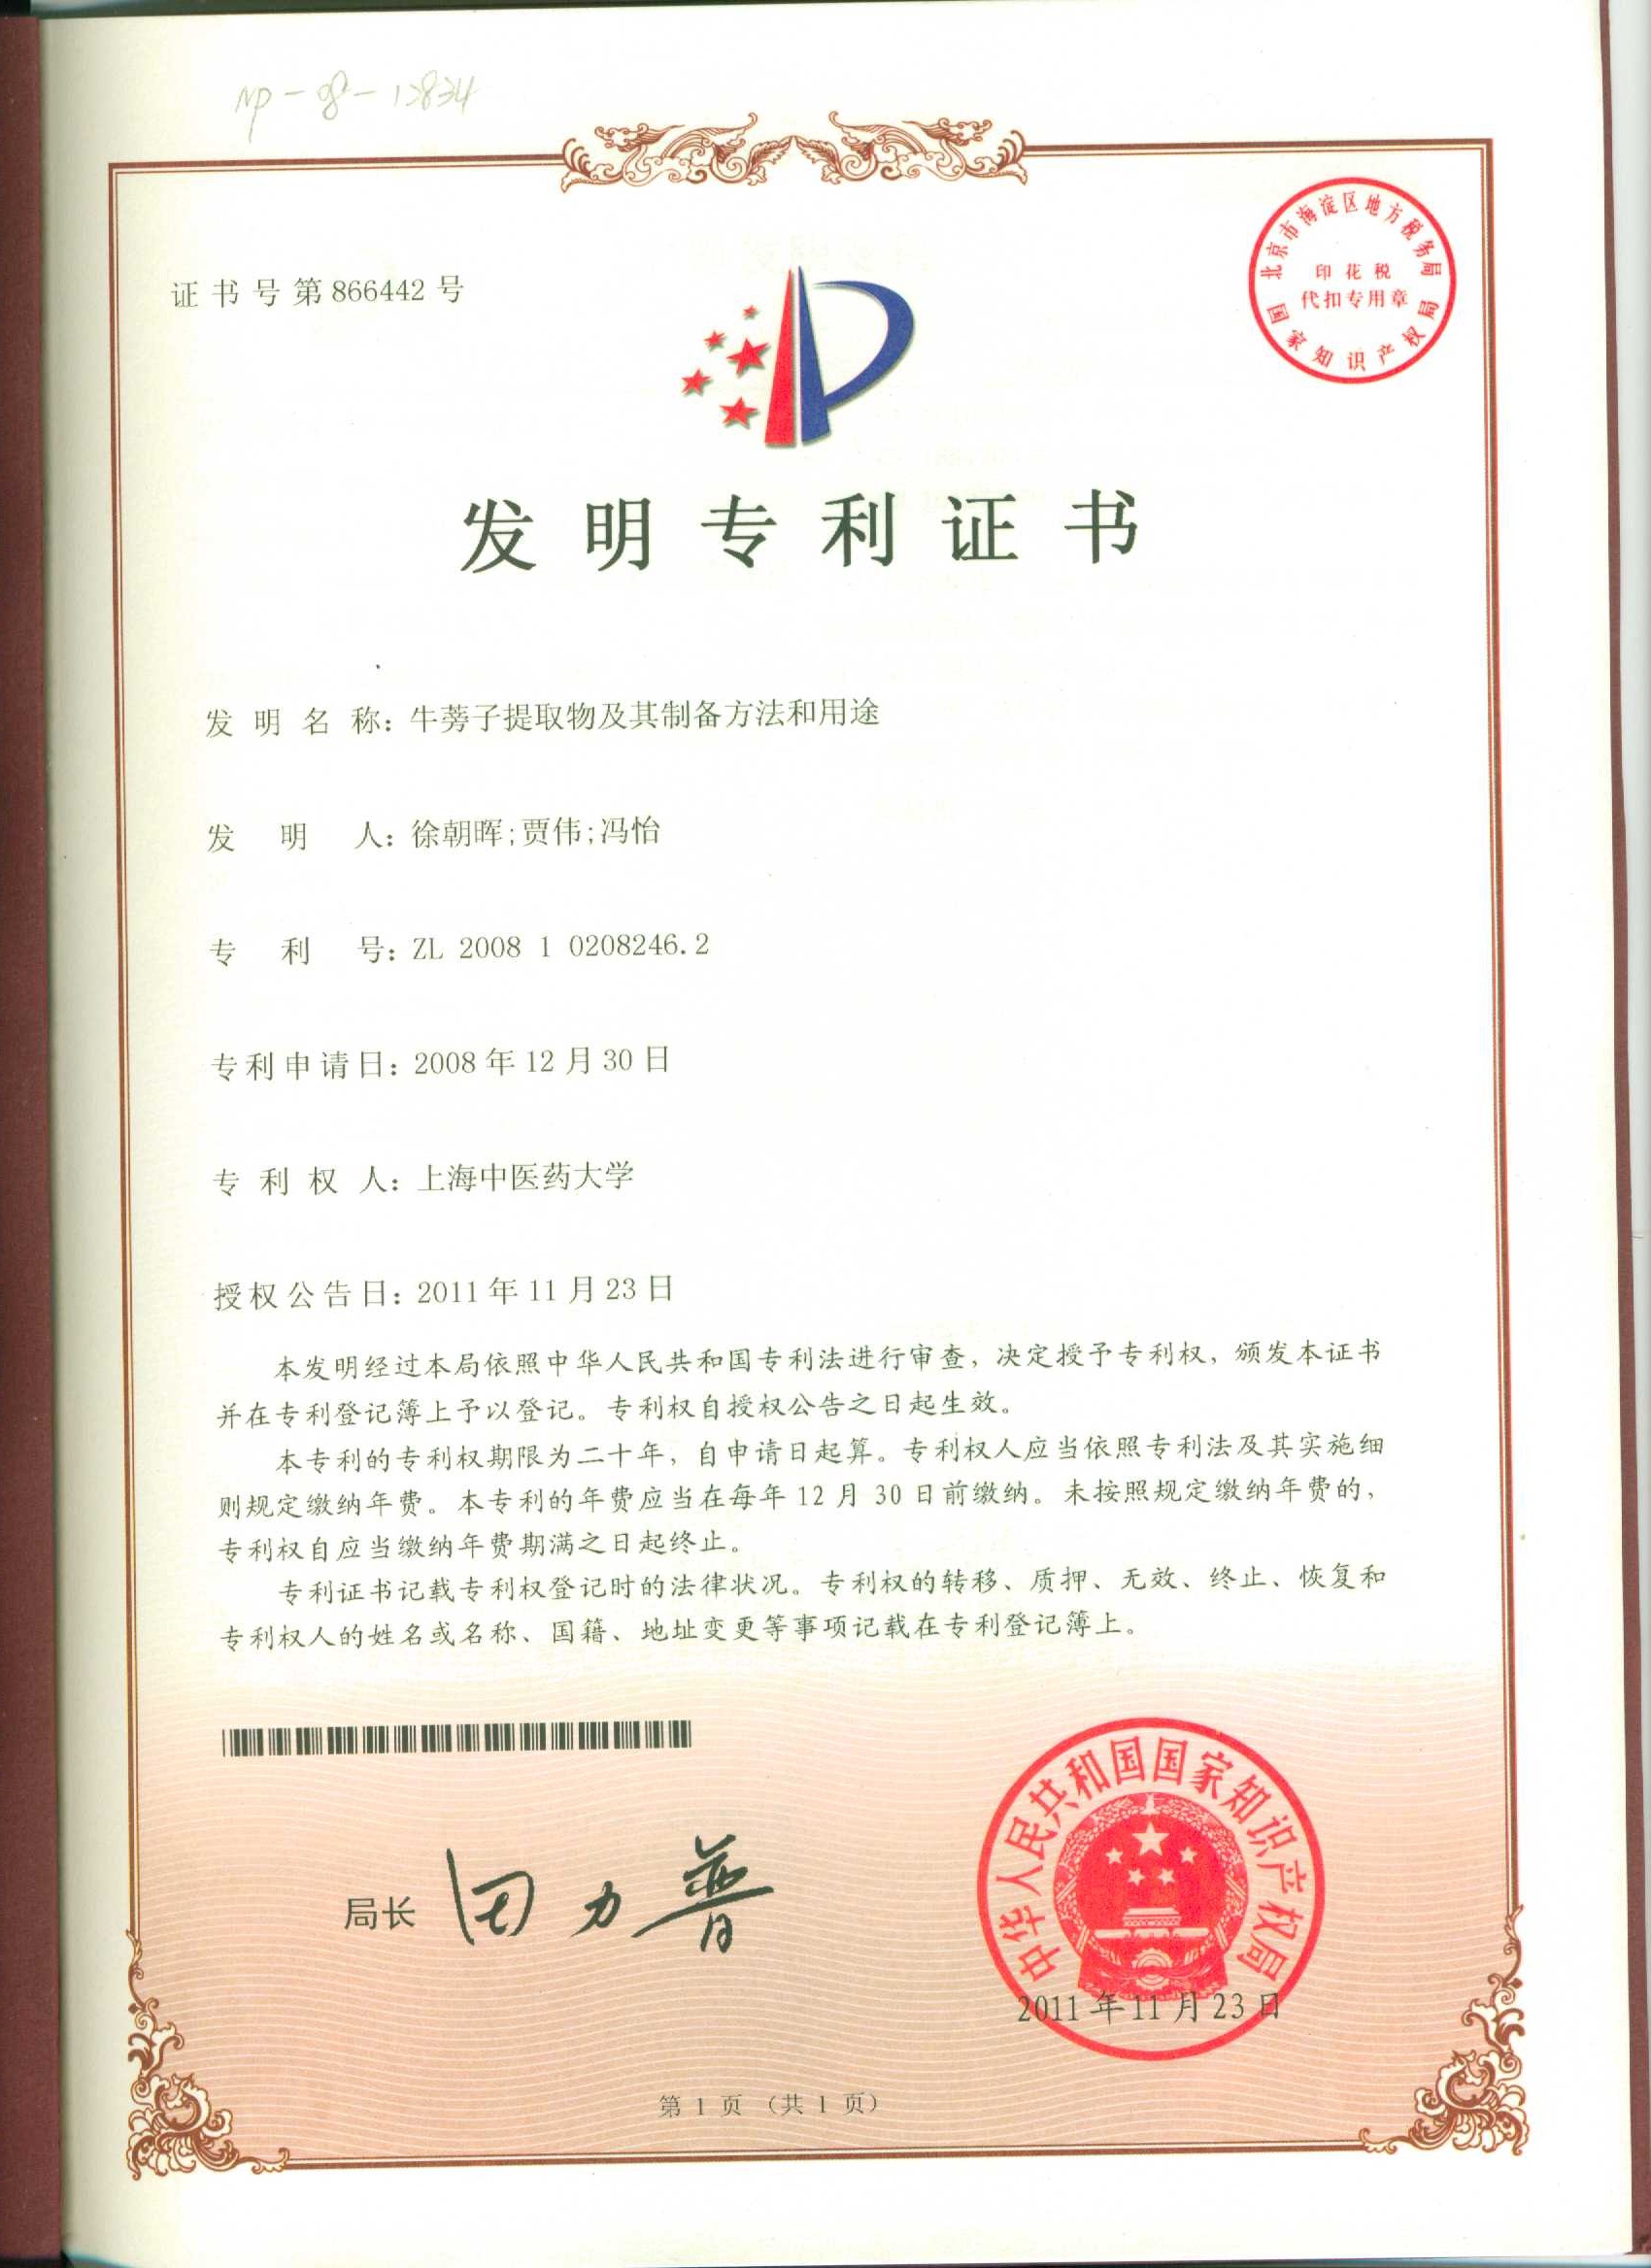 NP-08-12834
证书号第866442号
北京市海淀区地方税务局
印花税
代扣专用章
国家知识产权局
发明专利证书
发明名称：牛蒡子提取物及其制备方法和用途
发明人：徐朝晖;贾伟;冯怡
专利号：ZL 2008 1 0208246.2
专利申请日：2008年12月30日
专利权人：上海中医药大学
授权公告日：2011年11月23日
本发明经过本局依照中华人民共和国专利法进行审查，决定授予专利权，颁发本证书
并在专利登记簿上予以登记。专利权自授权公告之日起生效。
本专利的专利权期限为二十年，自申请日起算。专利权人应当依照专利法及其实施细
则规定缴纳年费。本专利的年费应当在每年12月30日前缴纳。未按照规定缴纳年费的，
专利权自应当缴纳年费期满之日起终止。
专利证书记载专利权登记时的法律状况。专利权的转移、质押、无效、终止、恢复和
专利权人的姓名或名称、国籍、地址变更等事项记载在专利登记簿上。
局长 田力普
中华人民共和国国家知识产权局
2011年11月23日
第1页（共1页）